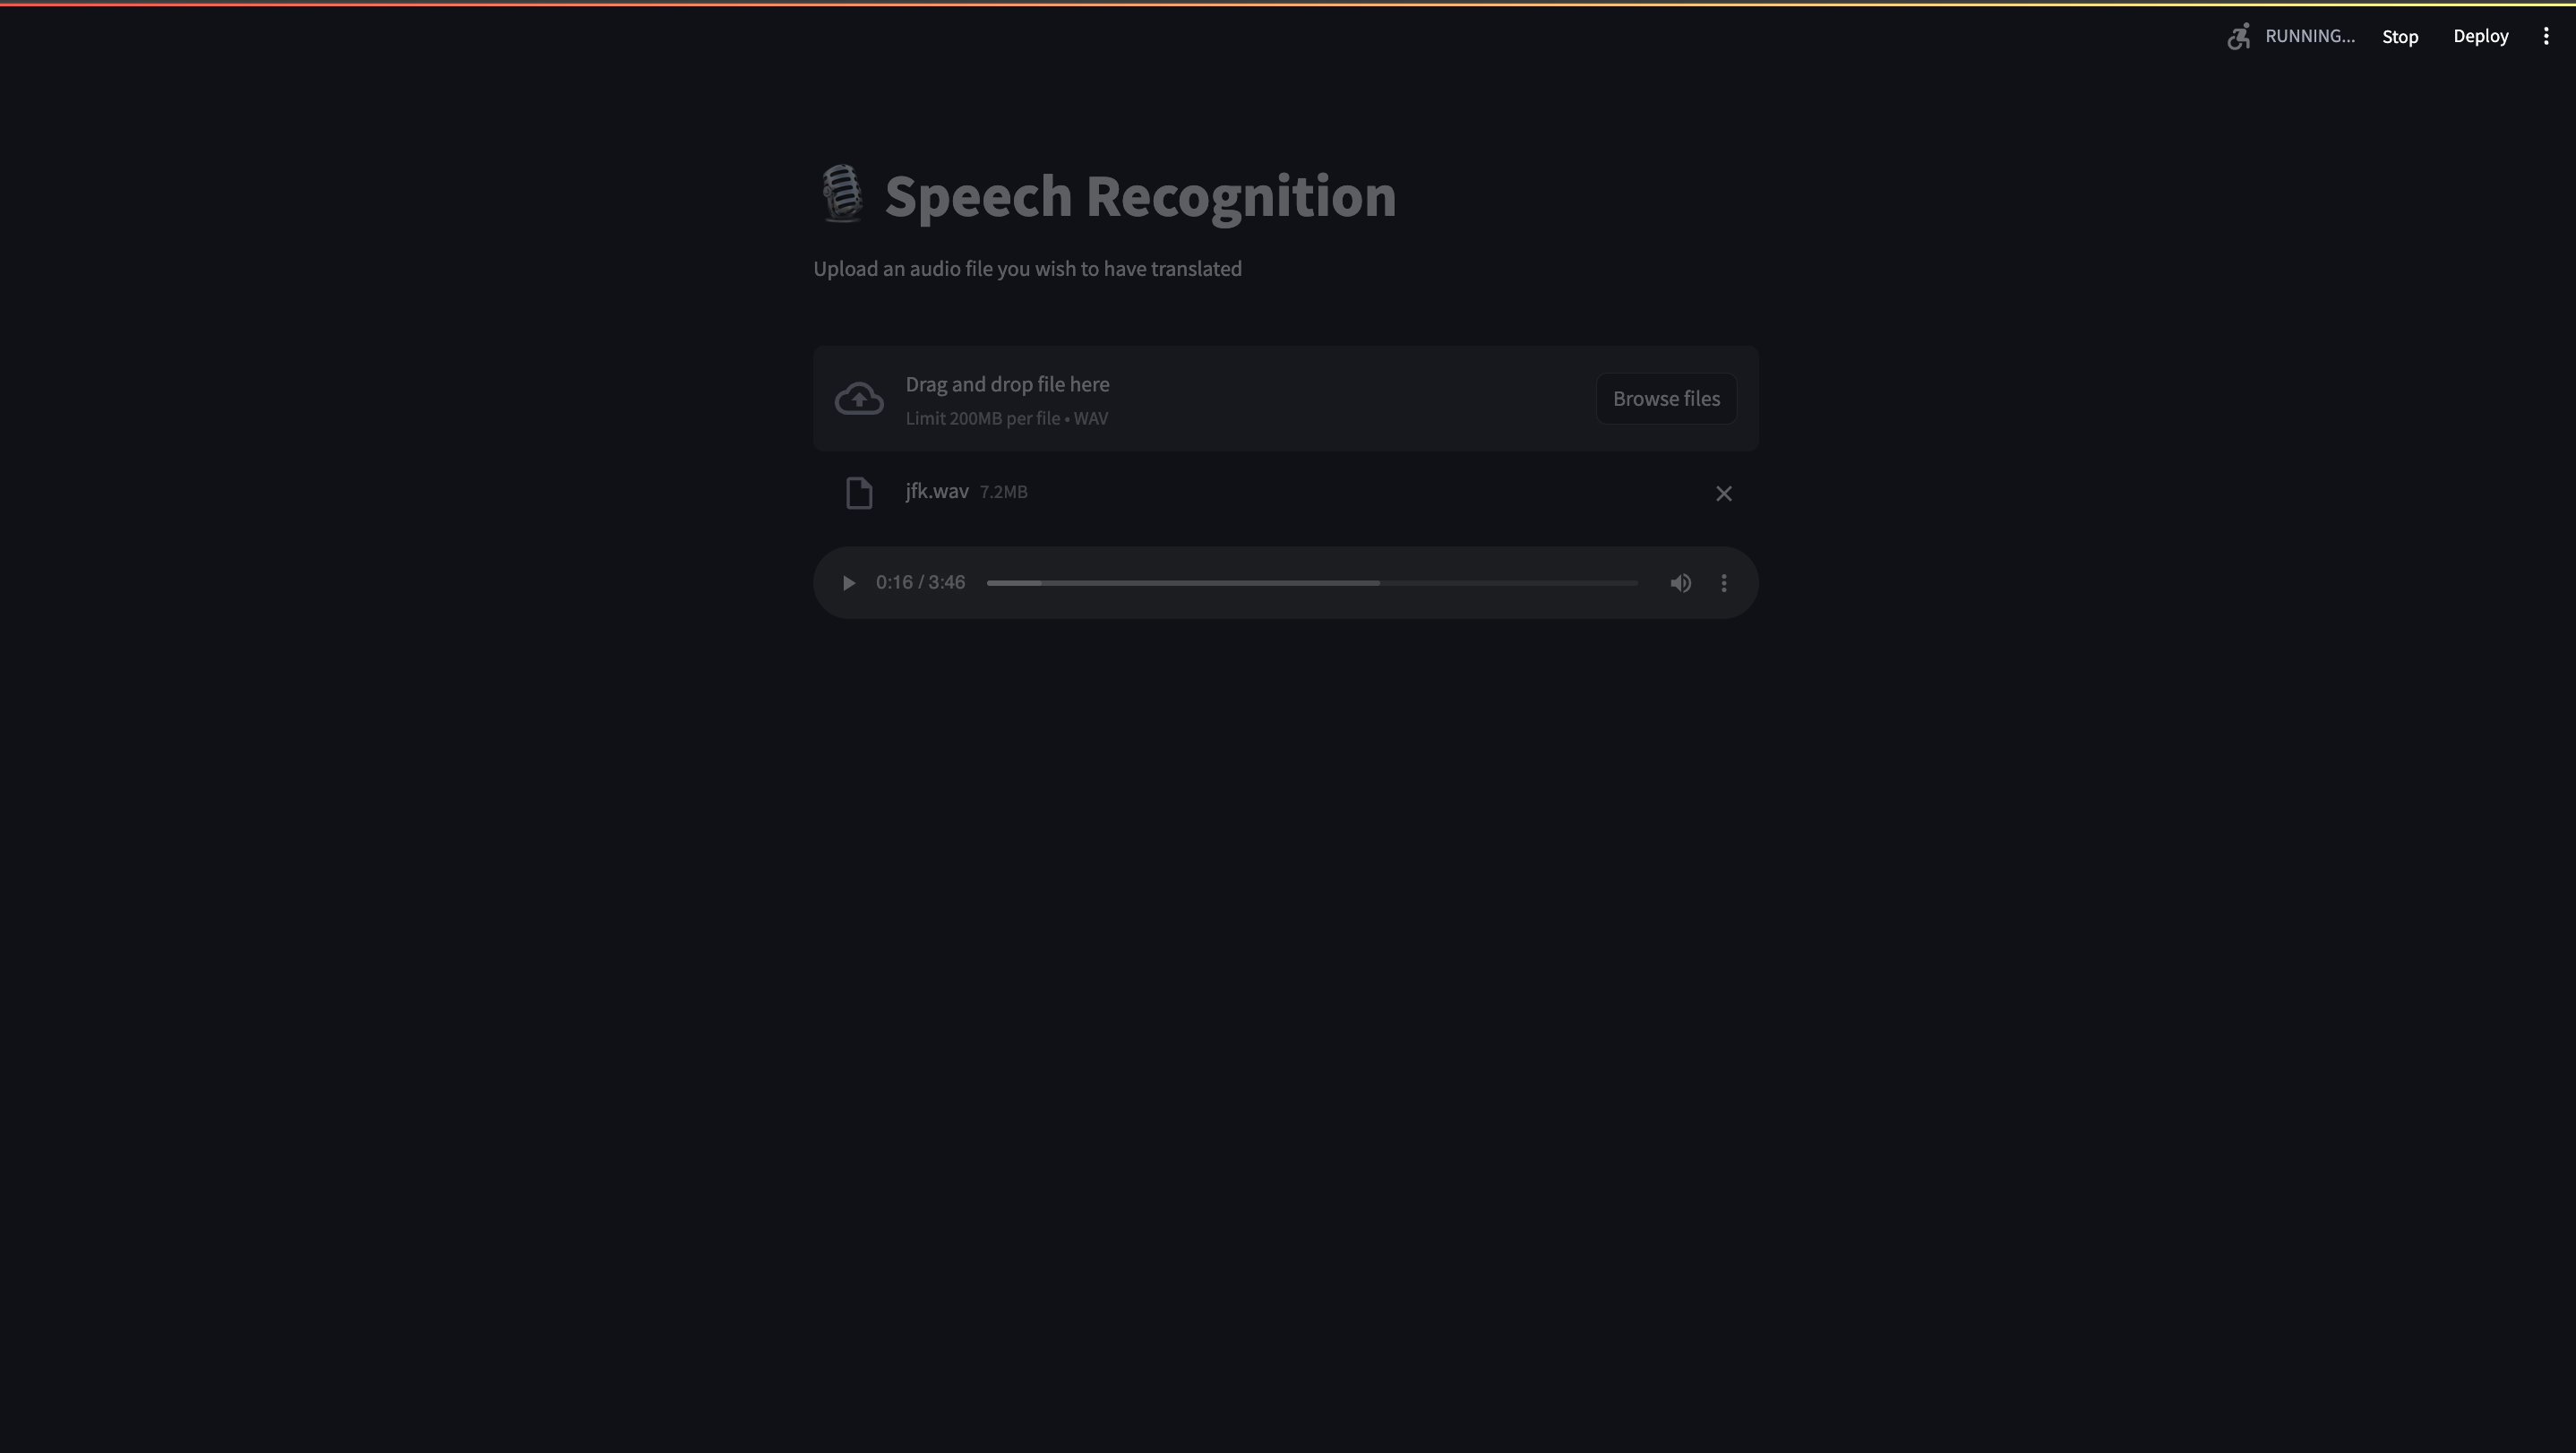 RUNNING...
Stop
Deploy
Speech Recognition
Upload an audio file you wish to have translated
Drag and drop file here
Limit 200MB per file • WAV
Browse files
jfk.wav 7.2MB
0:16 / 3:46